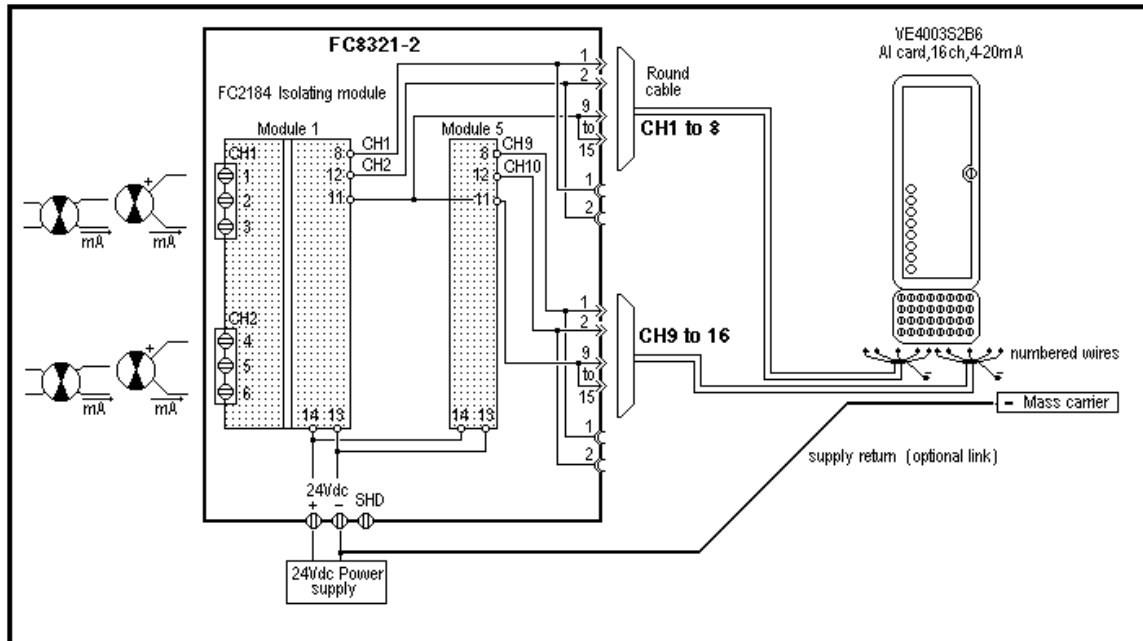 FC8321-2
VE4003S2B6
AI card,16ch,4-20mA
FC2184 Isolating module
Module 1
Module 5
Round
cable
CH1 to 8
1
2
9
to
15
1
2
CH1
CH2
CH9
CH10
8
12
11
8
12
11
CH1
1
2
3
+
mA
mA
CH2
4
5
6
+
mA
mA
1
2
9
to
15
1
2
CH9 to 16
numbered wires
-
-
- Mass carrier
supply return (optional link)
14 13
14 13
24Vdc
+ -
SHD
24Vdc Power
supply